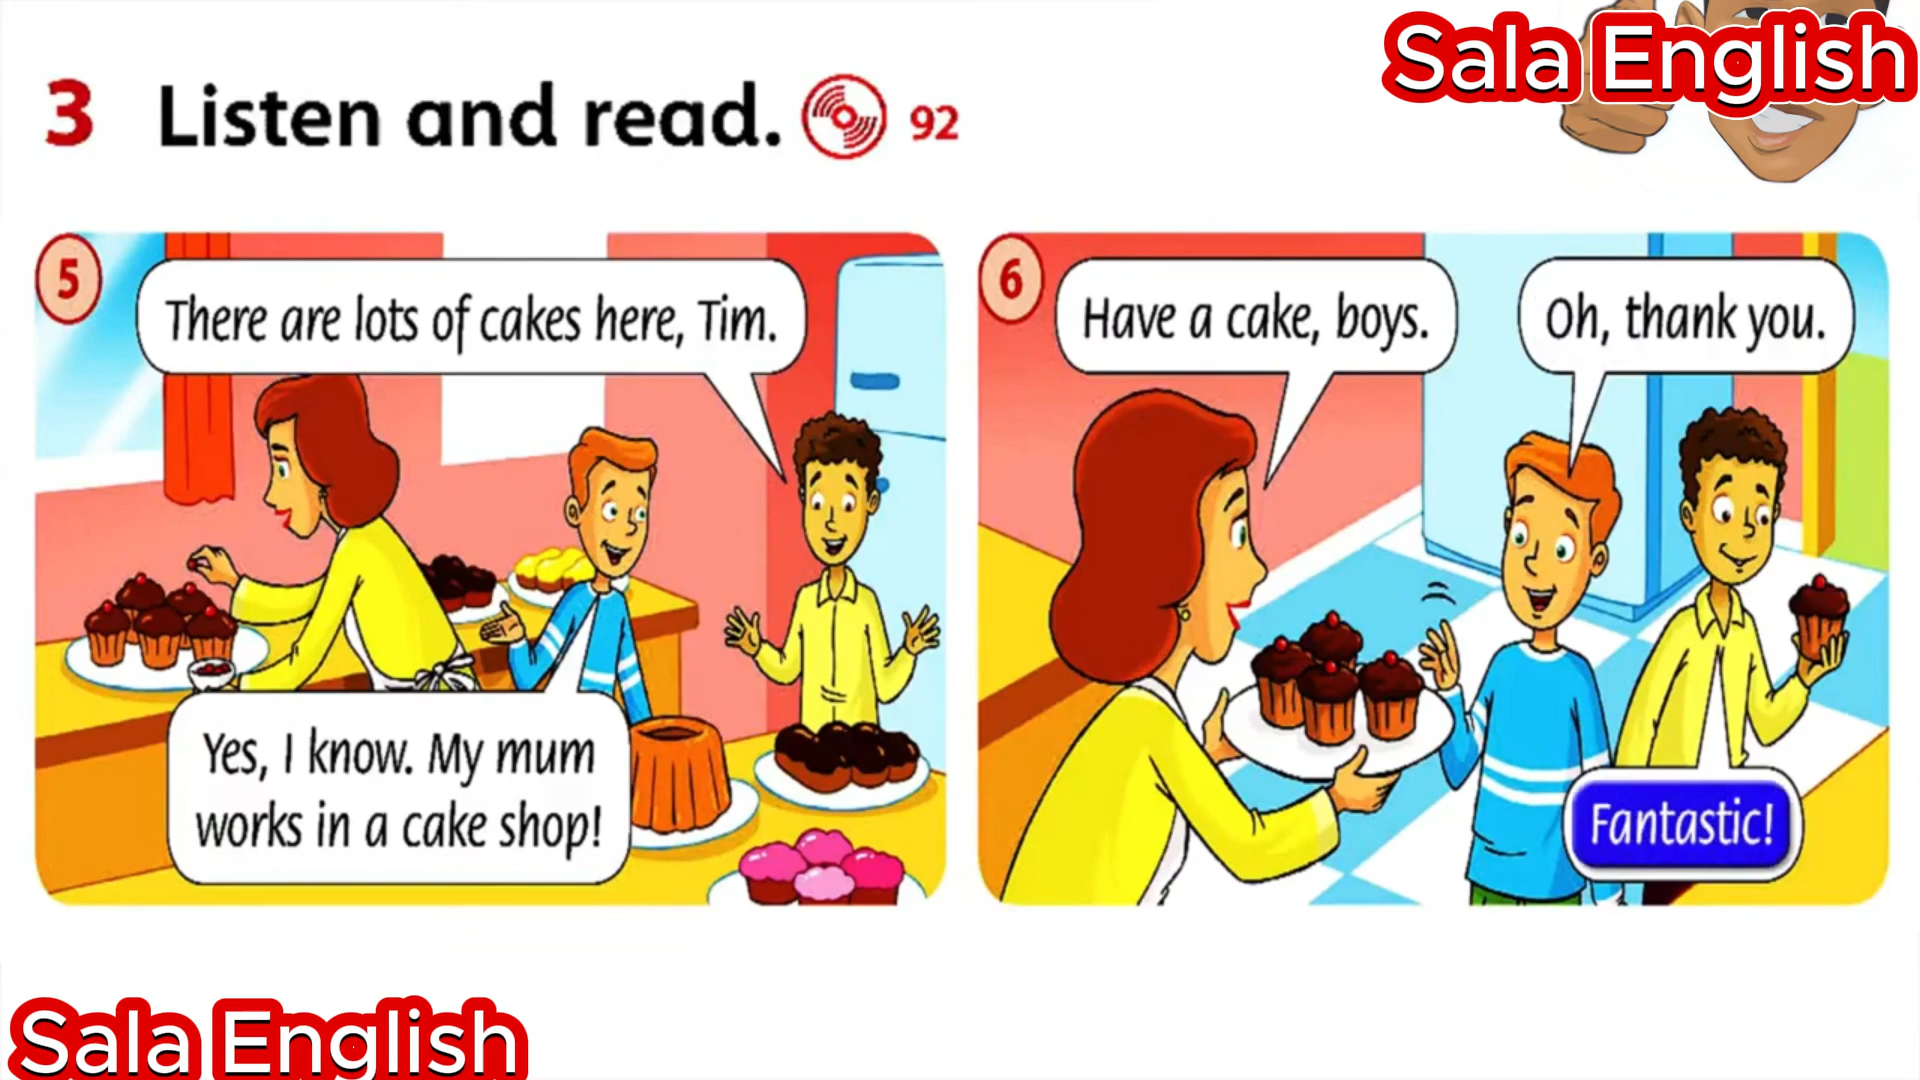 Sala English
3 Listen and read. 92
5
There are lots of cakes here, Tim.
Yes, I know. My mum
works in a cake shop!
6
Have a cake, boys.
Oh, thank you.
Fantastic!
Sala English